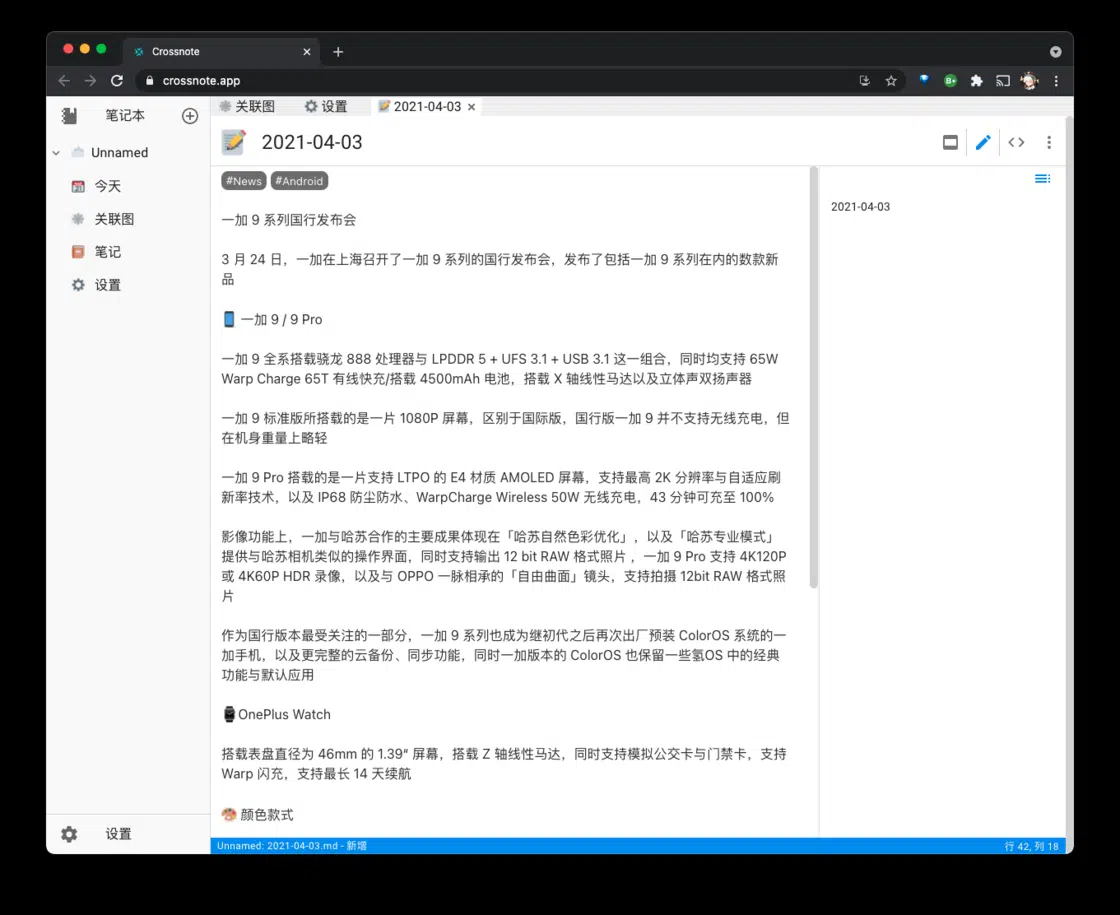 Crossnote
crossnote.app
笔记本
关联图
设置
2021-04-03
Unnamed
今天
关联图
笔记
设置
2021-04-03
#News #Android
一加 9 系列国行发布会
3 月 24 日，一加在上海召开了一加 9 系列的国行发布会，发布了包括一加 9 系列在内的数款新
品
一加 9 / 9 Pro
一加 9 全系搭载骁龙 888 处理器与 LPDDR 5 + UFS 3.1 + USB 3.1 这一组合，同时均支持 65W
Warp Charge 65T 有线快充/搭载 4500mAh 电池，搭载 X 轴线性马达以及立体声双扬声器
一加 9 标准版所搭载的是一片 1080P 屏幕，区别于国际版，国行版一加 9 并不支持无线充电，但
在机身重量上略轻
一加 9 Pro 搭载的是一片支持 LTPO 的 E4 材质 AMOLED 屏幕，支持最高 2K 分辨率与自适应刷
新率技术，以及 IP68 防尘防水、WarpCharge Wireless 50W 无线充电，43 分钟可充至 100%
影像功能上，一加与哈苏合作的主要成果体现在「哈苏自然色彩优化」，以及「哈苏专业模式」
提供与哈苏相机类似的操作界面，同时支持输出 12 bit RAW 格式照片 ，一加 9 Pro 支持 4K120P
或 4K60P HDR 录像，以及与 OPPO 一脉相承的「自由曲面」镜头，支持拍摄 12bit RAW 格式照
片
作为国行版本最受关注的一部分，一加 9 系列也成为继初代之后再次出厂预装 ColorOS 系统的一
加手机，以及更完整的云备份、同步功能，同时一加版本的 ColorOS 也保留一些氢OS 中的经典
功能与默认应用
OnePlus Watch
搭载表盘直径为 46mm 的 1.39“ 屏幕，搭载 Z 轴线性马达，同时支持模拟公交卡与门禁卡，支持
Warp 闪充，支持最长 14 天续航
颜色款式
2021-04-03
设置
Unnamed: 2021-04-03.md - 新增
行 42, 列 18